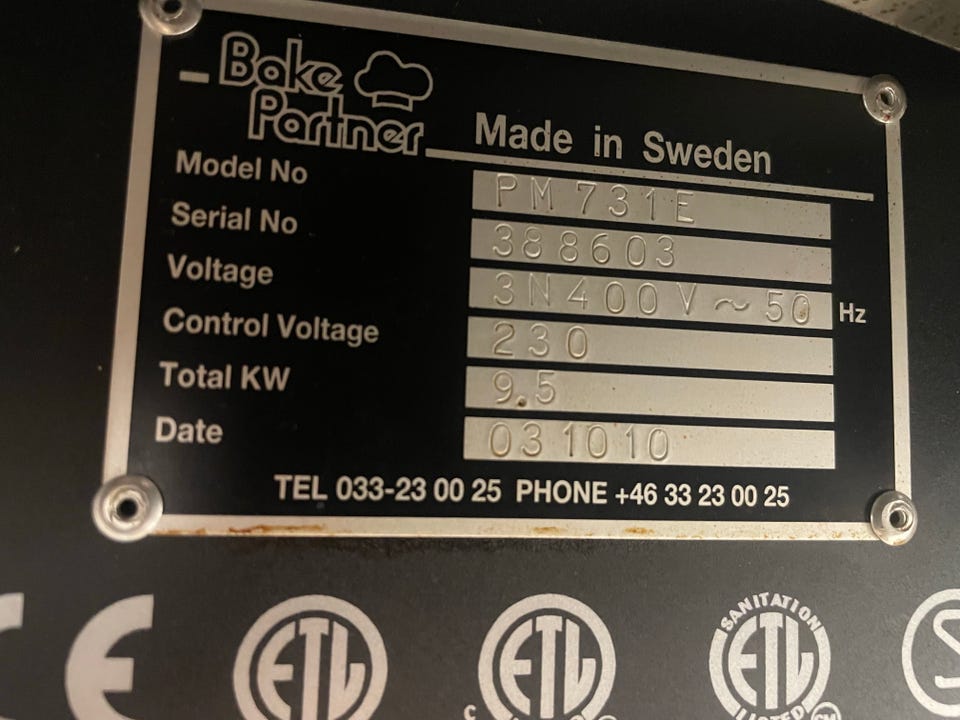 Bake
Partner
Made in Sweden
Model No PM731E
Serial No 388603
Voltage 3N400V~50 Hz
Control Voltage 230
Total KW 9.5
Date 031010
TEL 033-23 00 25 PHONE +46 33 23 00 25
CE ETL ETL SANITATION ETL LISTED